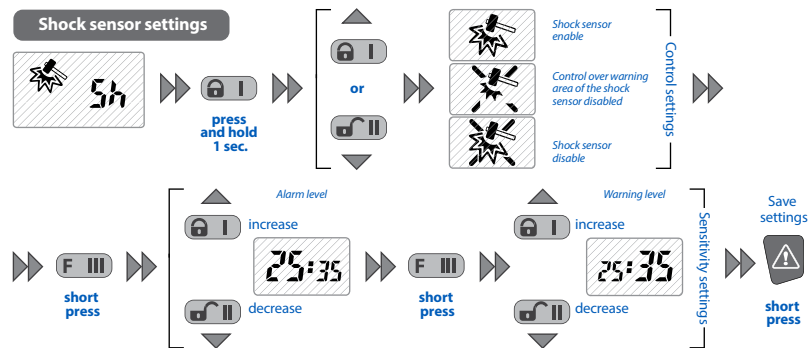 Shock sensor settings
Sh
I
press
and hold
1 sec.
I
or
II
Shock sensor
enable
Control over warning
area of the shock
sensor disabled
Shock sensor
disable
Control settings
F III
short
press
Alarm level
I increase
25:35
II decrease
F III
short
press
Warning level
I increase
25:35
II decrease
Sensitivity settings
Save
settings
short
press